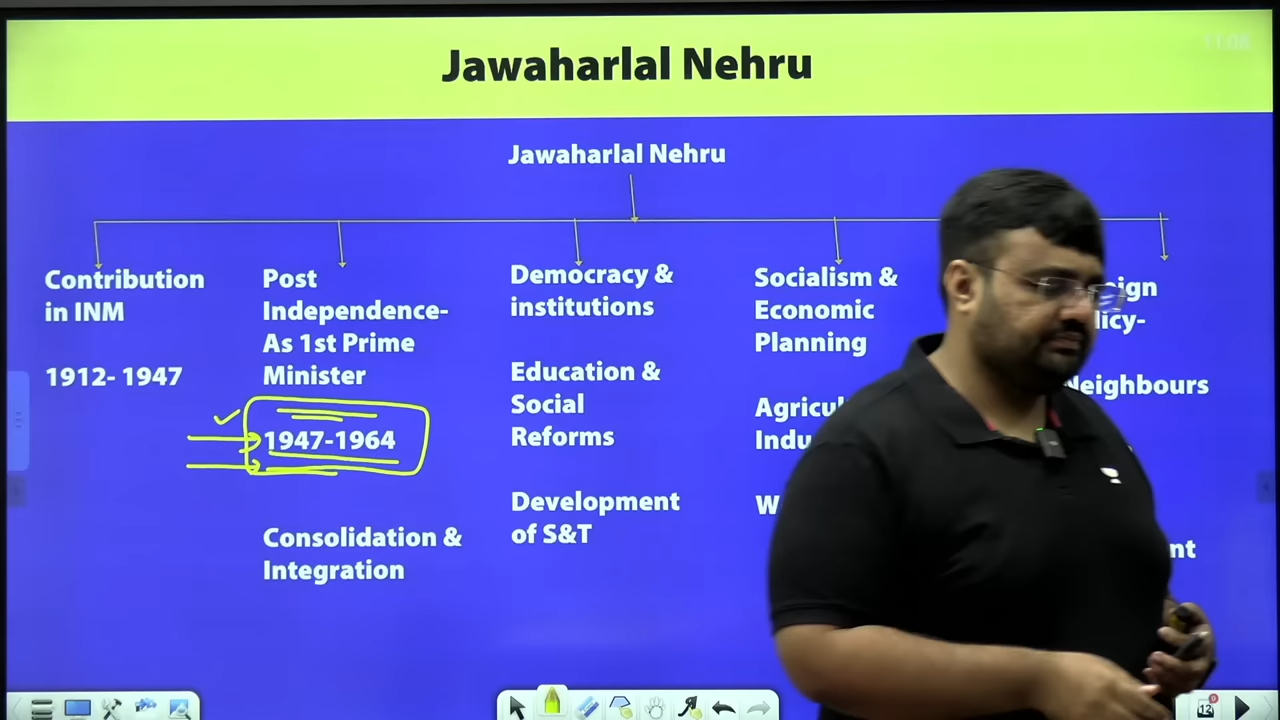 Jawaharlal Nehru
Jawaharlal Nehru
Contribution
in INM
1912- 1947
Post
Independence-
As 1st Prime
Minister
1947-1964
Consolidation &
Integration
Democracy &
institutions
Education &
Social
Reforms
Development
of S&T
Socialism &
Economic
Planning
Neighbours
12